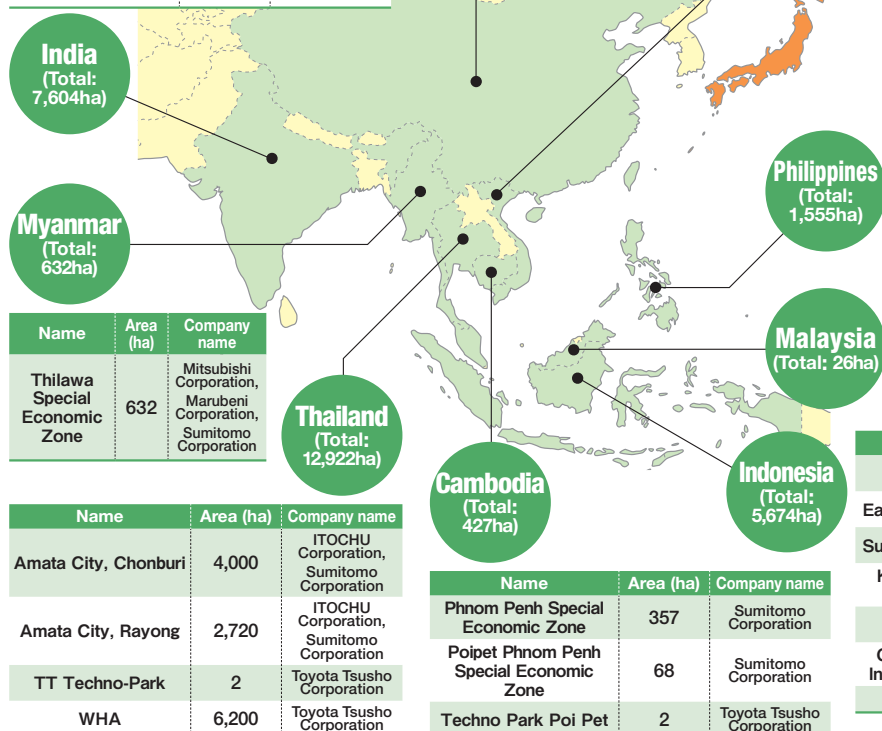 India
(Total:
7,604ha)
Myanmar
(Total:
632ha)
Philippines
(Total:
1,555ha)
Malaysia
(Total: 26ha)
Thailand
(Total:
12,922ha)
Cambodia
(Total:
427ha)
Indonesia
(Total:
5,674ha)
Name Area (ha) Company name
Thilawa Special Economic Zone 632 Mitsubishi Corporation, Marubeni Corporation, Sumitomo Corporation
Name Area (ha) Company name
Amata City, Chonburi 4,000 ITOCHU Corporation, Sumitomo Corporation
Amata City, Rayong 2,720 ITOCHU Corporation, Sumitomo Corporation
TT Techno-Park 2 Toyota Tsusho Corporation
WHA 6,200 Toyota Tsusho Corporation
Name Area (ha) Company name
Phnom Penh Special Economic Zone 357 Sumitomo Corporation
Poipet Phnom Penh Special Economic Zone 68 Sumitomo Corporation
Techno Park Poi Pet 2 Toyota Tsusho Corporation
Ea
Su
In